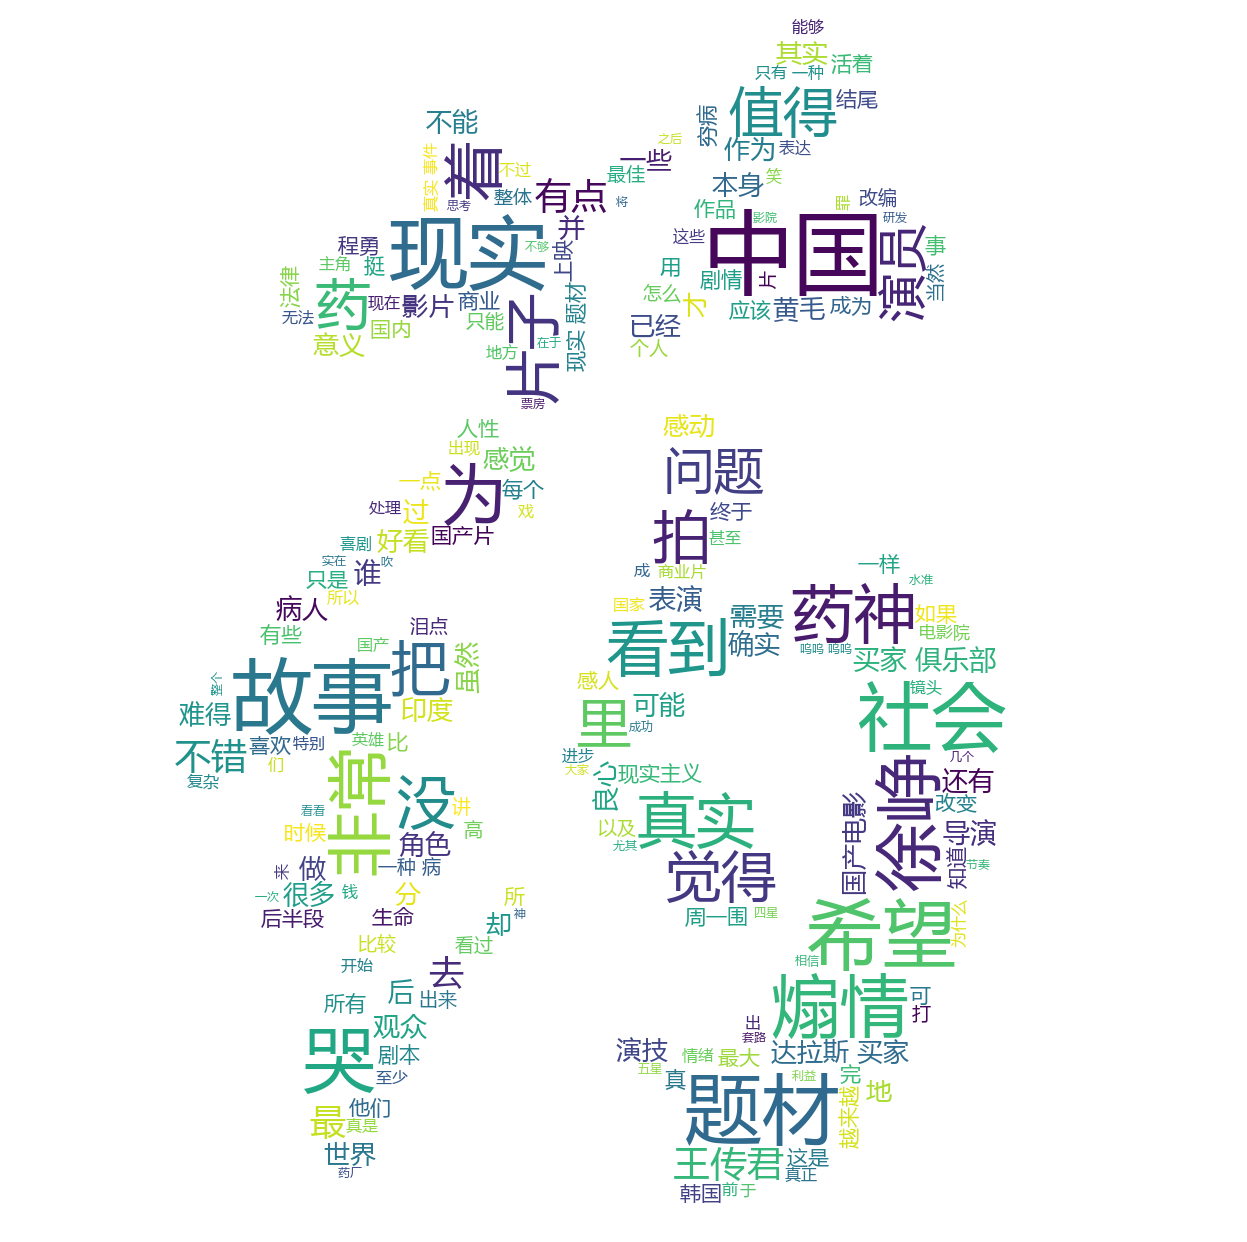 能够
其实
活着
只有 一种
值得
结尾
穷病
不能
之后
作为
表达
一些
真实 事件
着
不过
最佳
本身
笑
整体
有点
将
思考
作品
影院
罪
改编
研发
现实
不够
并
程勇
上映
这些
中国
演员
事
主角
挺
用
剧情
片
当然
法律
药
现在
影片
商业
现实 题材
怎么
才
无法
国内
只能
片子
应该
黄毛
成为
意义
地方
在于
已经
个人
票房
人性
感动
出现
感觉
问题
一点
为
每个
处理
过
戏
拍
终于
好看
国产片
甚至
喜剧
实在
吹
成
商业片
一样
只是
谁
水准
所以
国家
表演
药神
病人
需要
如果
有些
泪点
看到
确实
电影院
国产
呜呜 呜呜
买家 俱乐部
整个
故事
把
虽然
感人
镜头
社会
难得
印度
里
可能
成功
不错
喜欢
特别
英雄
比
进步
几个
们
大家
复杂
非常
良心
现实主义
徐峥
还有
没
讲
国产电影
改变
看看
真实
时候
高
以及
导演
角色
尤其
来
做
一种 病
觉得
知道
节奏
一次
很多
钱
分
所
后半段
生命
却
神
周一围
四星
希望
为什么
比较
看过
开始
去
相信
所有
后
出来
煽情
可
打
观众
出
套路
哭
剧本
演技
情绪
最大
达拉斯 买家
至少
五星
真
利益
完
地
最
他们
题材
越来越
真是
世界
王传君
这是
药厂
真正
韩国
前
于